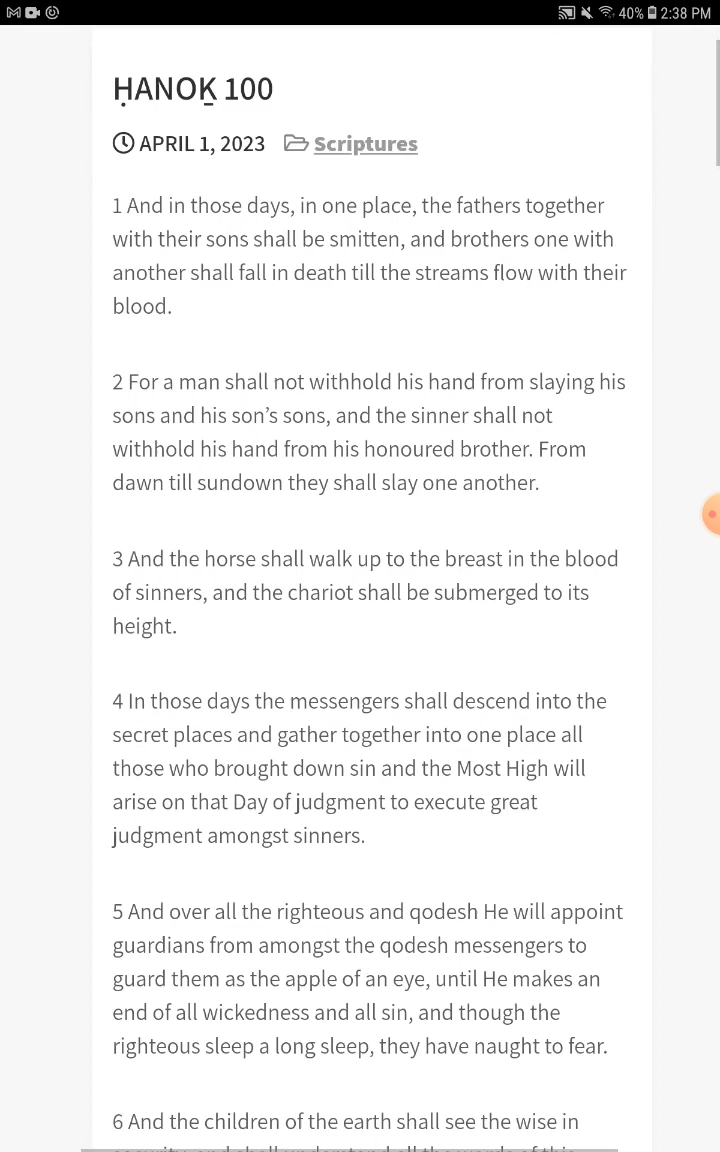 40% 2:38 PM
ḤANOḴ 100
APRIL 1, 2023 Scriptures
1 And in those days, in one place, the fathers together
with their sons shall be smitten, and brothers one with
another shall fall in death till the streams flow with their
blood.
2 For a man shall not withhold his hand from slaying his
sons and his son’s sons, and the sinner shall not
withhold his hand from his honoured brother. From
dawn till sundown they shall slay one another.
3 And the horse shall walk up to the breast in the blood
of sinners, and the chariot shall be submerged to its
height.
4 In those days the messengers shall descend into the
secret places and gather together into one place all
those who brought down sin and the Most High will
arise on that Day of judgment to execute great
judgment amongst sinners.
5 And over all the righteous and qodesh He will appoint
guardians from amongst the qodesh messengers to
guard them as the apple of an eye, until He makes an
end of all wickedness and all sin, and though the
righteous sleep a long sleep, they have naught to fear.
6 And the children of the earth shall see the wise in